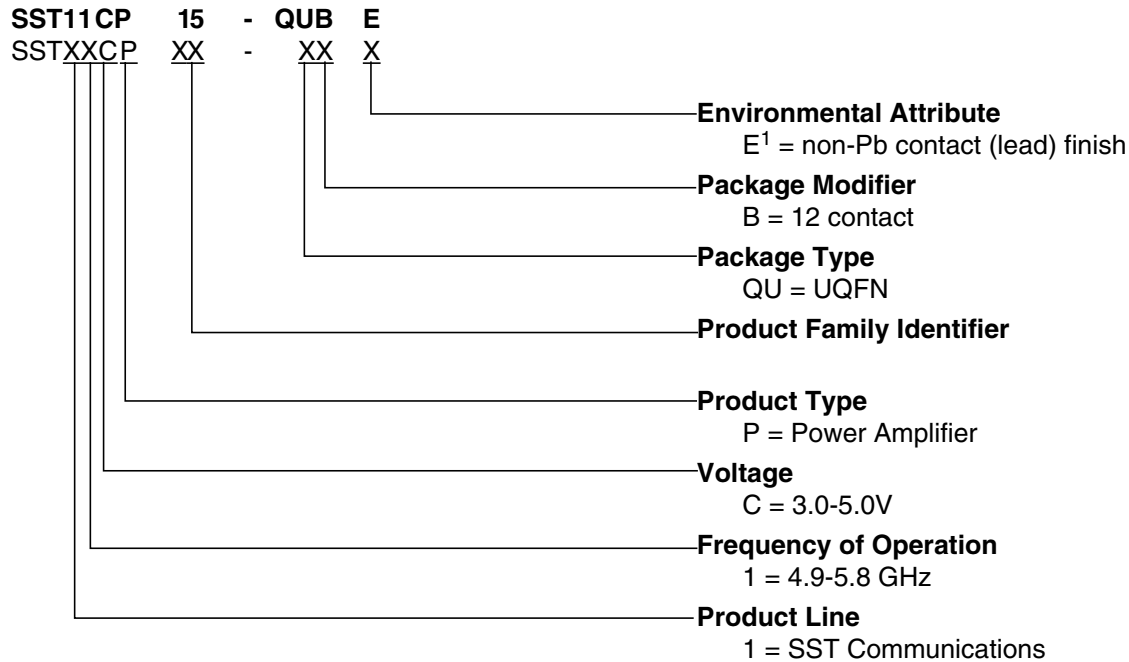 SST11CP 15 - QUB E
SSTXXCP XX - XX X
Environmental Attribute
E1 = non-Pb contact (lead) finish
Package Modifier
B = 12 contact
Package Type
QU = UQFN
Product Family Identifier
Product Type
P = Power Amplifier
Voltage
C = 3.0-5.0V
Frequency of Operation
1 = 4.9-5.8 GHz
Product Line
1 = SST Communications